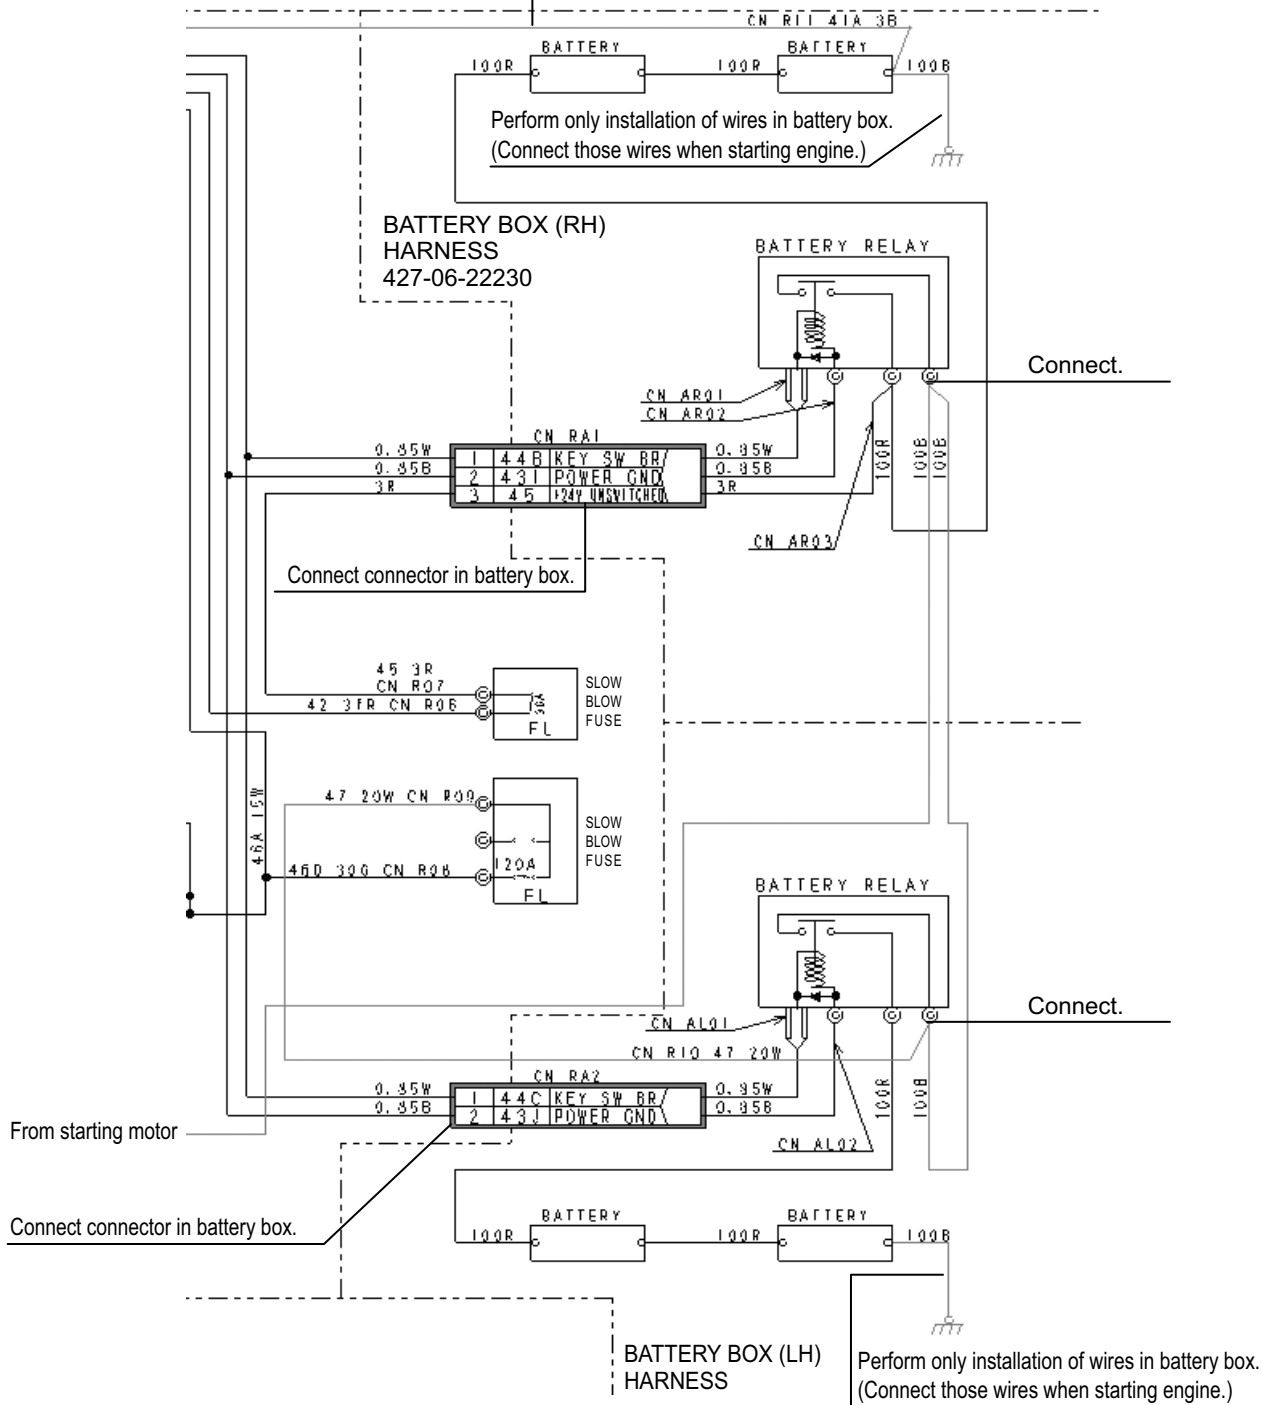 CN R11 41A 3B
BATTERY
BATTERY
100R
100R
100B
Perform only installation of wires in battery box.
(Connect those wires when starting engine.)
BATTERY BOX (RH)
HARNESS
427-06-22230
BATTERY RELAY
Connect.
CN AR01
CN AR02
CN RA1
0.85W
1 44B KEY SW BR
0.85W
0.85B
2 43I POWER GND
0.85B
3R
3 45 +24V UNSWITCHED
3R
100R
100B
100B
CN AR03
Connect connector in battery box.
45 3R
CN R07
42 3YR CN R06
30A
FL
SLOW
BLOW
FUSE
46A 15W
47 20W CN R09
46D 30G CN R08
120A
FL
SLOW
BLOW
FUSE
BATTERY RELAY
Connect.
CN AL01
CN R10 47 20W
CN RA2
0.85W
1 44C KEY SW BR
0.85W
0.85B
2 43J POWER GND
0.85B
100R
100B
CN AL02
From starting motor
Connect connector in battery box.
BATTERY
BATTERY
100R
100R
100B
BATTERY BOX (LH)
HARNESS
Perform only installation of wires in battery box.
(Connect those wires when starting engine.)